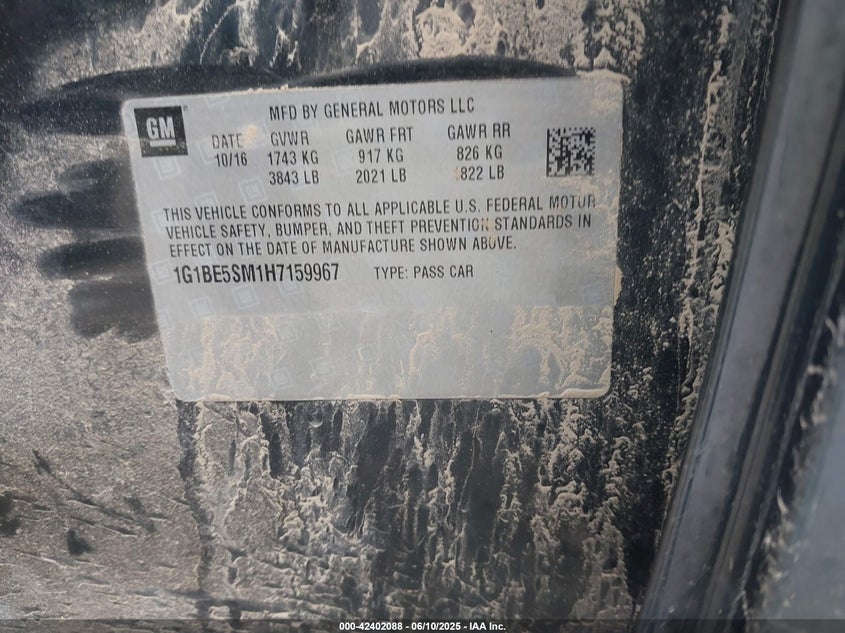 GM
MFD BY GENERAL MOTORS LLC
DATE GVWR GAWR FRT GAWR RR
10/16 1743 KG 917 KG 826 KG
3843 LB 2021 LB 1822 LB
THIS VEHICLE CONFORMS TO ALL APPLICABLE U.S. FEDERAL MOTOR
VEHICLE SAFETY, BUMPER, AND THEFT PREVENTION STANDARDS IN
EFFECT ON THE DATE OF MANUFACTURE SHOWN ABOVE.
1G1BE5SM1H7159967 TYPE: PASS CAR
000-42402088 - 06/10/2025 - IAA Inc.